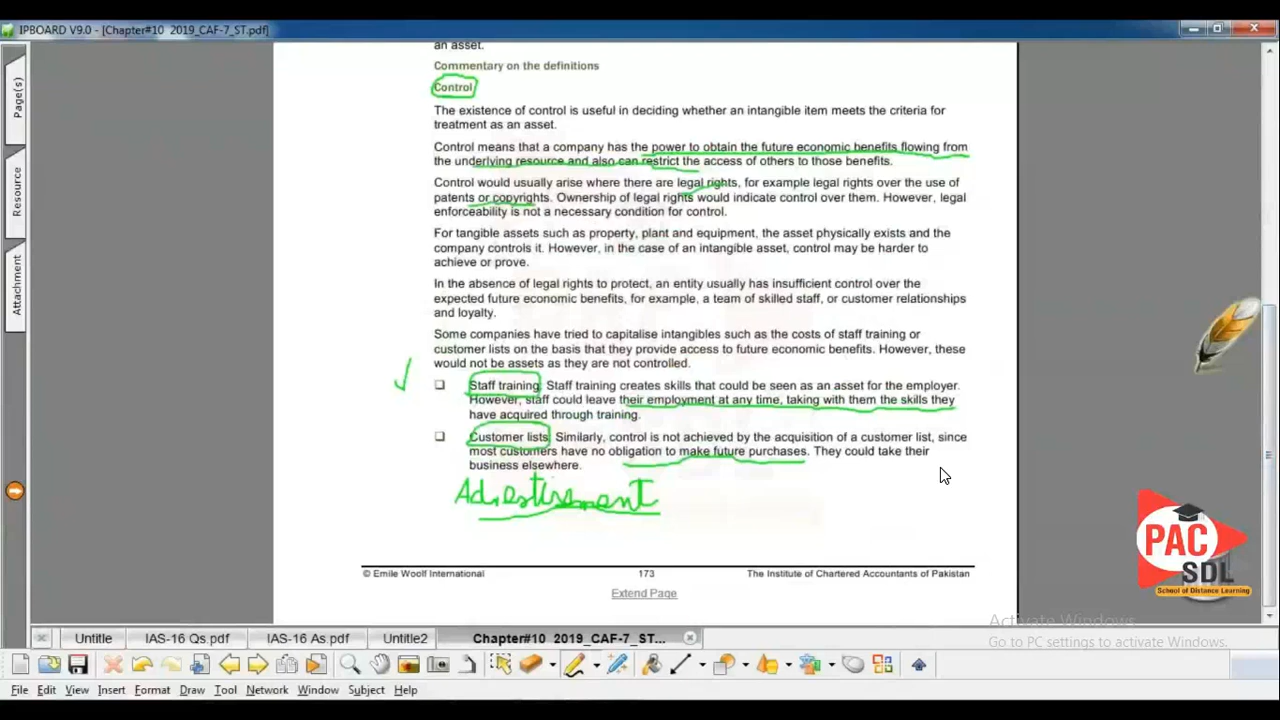 IPBOARD V9.0 - [Chapter#10 2019_CAF-7_ST.pdf]
an asset.
Commentary on the definitions
Control
The existence of control is useful in deciding whether an intangible item meets the criteria for
treatment as an asset.
Control means that a company has the power to obtain the future economic benefits flowing from
the underlying resource and also can restrict the access of others to those benefits.
Control would usually arise where there are legal rights, for example legal rights over the use of
patents or copyrights. Ownership of legal rights would indicate control over them. However, legal
enforceability is not a necessary condition for control.
For tangible assets such as property, plant and equipment, the asset physically exists and the
company controls it. However, in the case of an intangible asset, control may be harder to
achieve or prove.
In the absence of legal rights to protect, an entity usually has insufficient control over the
expected future economic benefits, for example, a team of skilled staff, or customer relationships
and loyalty.
Some companies have tried to capitalise intangibles such as the costs of staff training or
customer lists on the basis that they provide access to future economic benefits. However, these
would not be assets as they are not controlled.
Staff training: Staff training creates skills that could be seen as an asset for the employer.
However, staff could leave their employment at any time, taking with them the skills they
have acquired through training.
Customer lists: Similarly, control is not achieved by the acquisition of a customer list, since
most customers have no obligation to make future purchases. They could take their
business elsewhere.
© Emile Woolf International 173 The Institute of Chartered Accountants of Pakistan
Extend Page
Page(s)
Resource
Attachment
PAC
SDL
School of Distance Learning
Activate Windows
Go to PC settings to activate Windows.
Untitle IAS-16 Qs.pdf IAS-16 As.pdf Untitle2 Chapter#10 2019_CAF-7_ST...
File Edit View Insert Format Draw Tool Network Window Subject Help